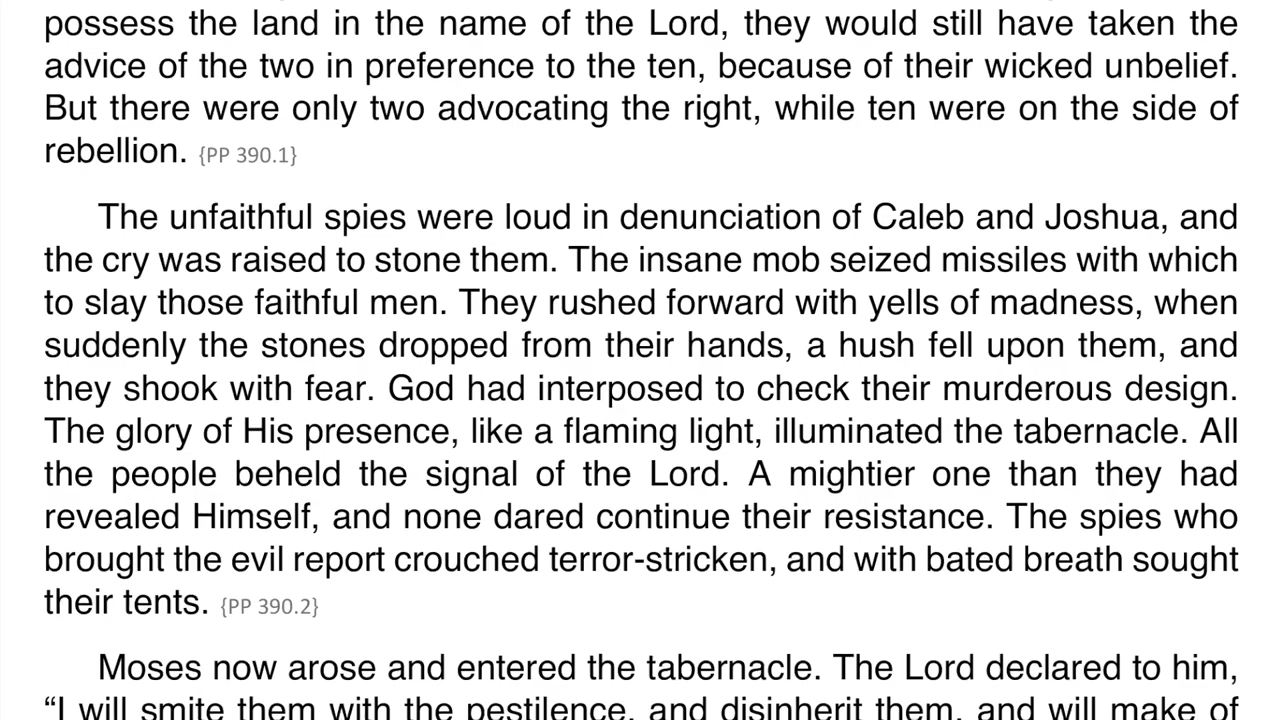 possess the land in the name of the Lord, they would still have taken the
advice of the two in preference to the ten, because of their wicked unbelief.
But there were only two advocating the right, while ten were on the side of
rebellion. {PP 390.1}
The unfaithful spies were loud in denunciation of Caleb and Joshua, and
the cry was raised to stone them. The insane mob seized missiles with which
to slay those faithful men. They rushed forward with yells of madness, when
suddenly the stones dropped from their hands, a hush fell upon them, and
they shook with fear. God had interposed to check their murderous design.
The glory of His presence, like a flaming light, illuminated the tabernacle. All
the people beheld the signal of the Lord. A mightier one than they had
revealed Himself, and none dared continue their resistance. The spies who
brought the evil report crouched terror-stricken, and with bated breath sought
their tents. {PP 390.2}
Moses now arose and entered the tabernacle. The Lord declared to him,
“I will smite them with the pestilence, and disinherit them, and will make of